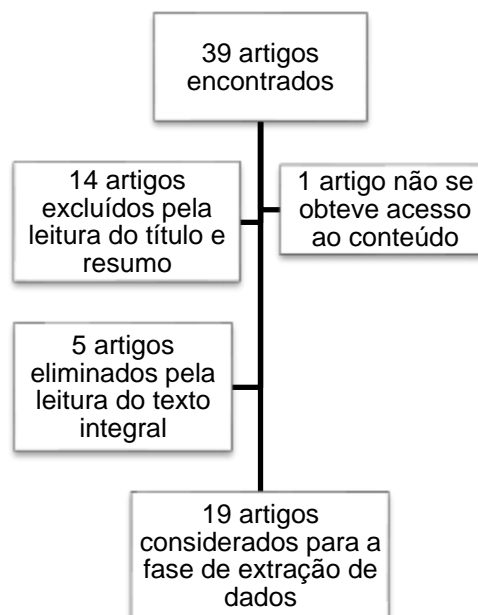 39 artigos
encontrados
14 artigos
excluídos pela
leitura do título e
resumo
1 artigo não se
obteve acesso
ao conteúdo
5 artigos
eliminados pela
leitura do texto
integral
19 artigos
considerados para a
fase de extração de
dados